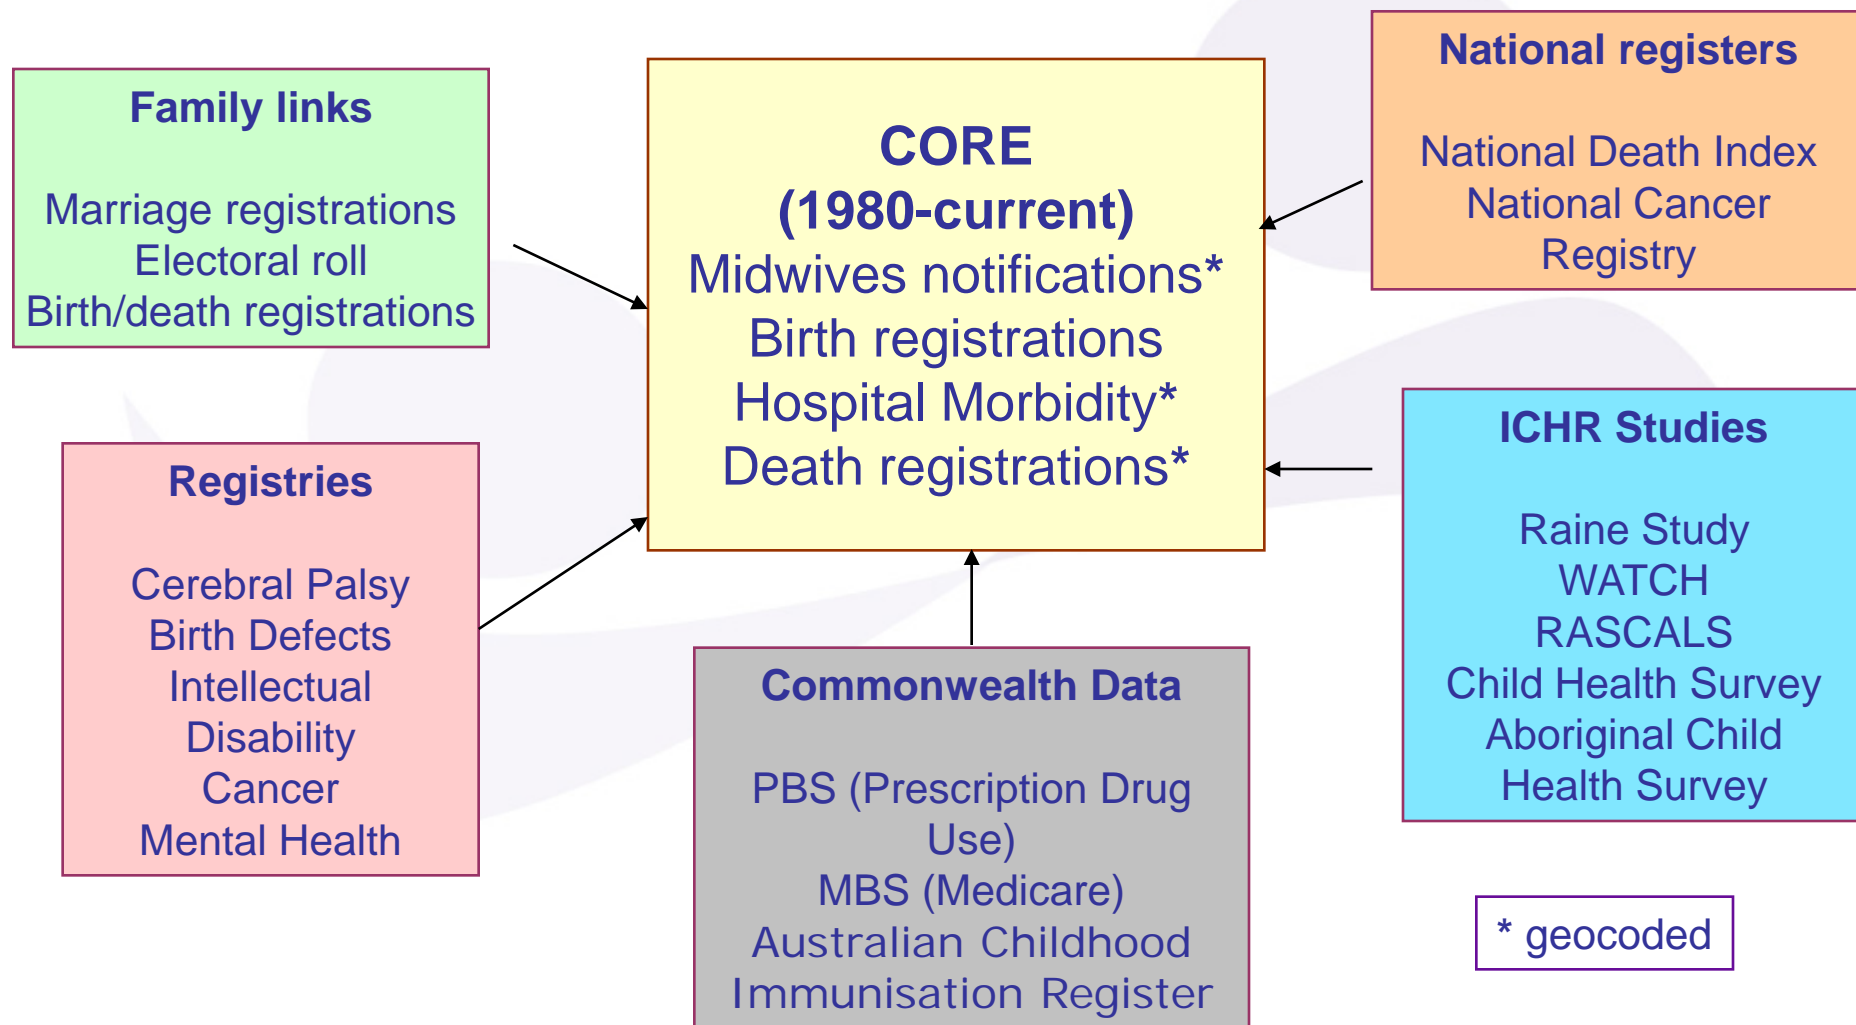 Family links
Marriage registrations
Electoral roll
Birth/death registrations
CORE
(1980-current)
Midwives notifications*
Birth registrations
Hospital Morbidity*
Death registrations*
National registers
National Death Index
National Cancer
Registry
Registries
Cerebral Palsy
Birth Defects
Intellectual
Disability
Cancer
Mental Health
Commonwealth Data
PBS (Prescription Drug
Use)
MBS (Medicare)
Australian Childhood
Immunisation Register
ICHR Studies
Raine Study
WATCH
RASCALS
Child Health Survey
Aboriginal Child
Health Survey
* geocoded